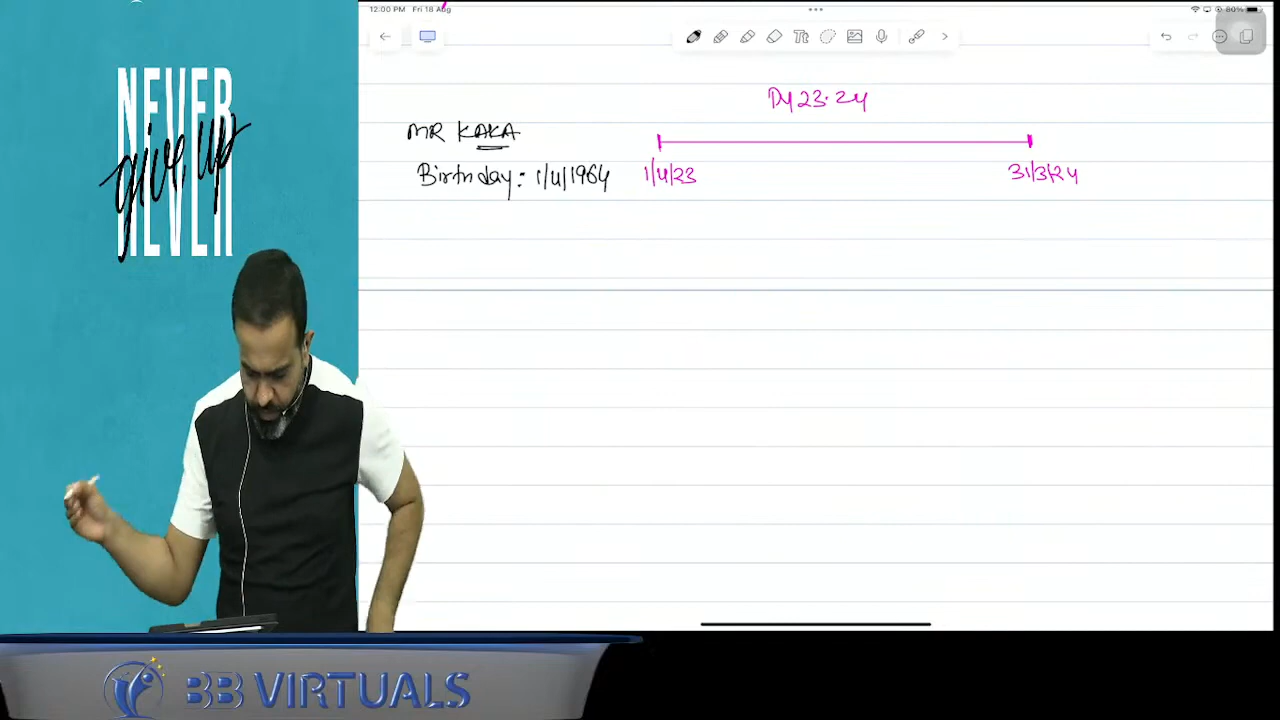 12:00 PM Fri 18 Aug
80%
NEVER
give up
NEVER
PY 23-24
MR KAKA
Birthday: 1/4/1964
1/4/23
31/3/24
BB VIRTUALS